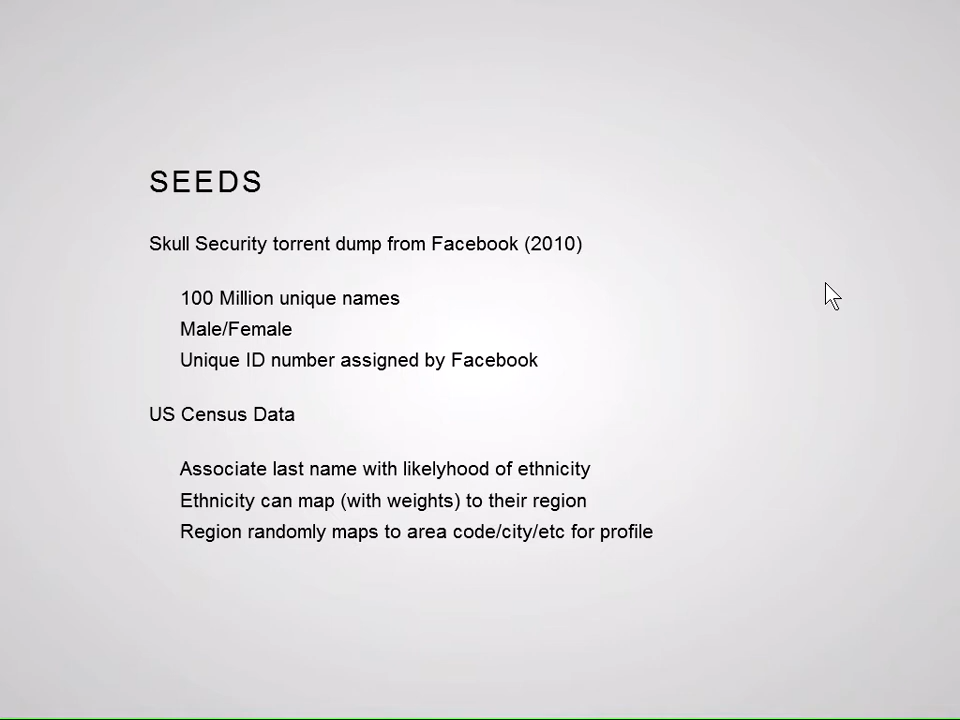 SEEDS
Skull Security torrent dump from Facebook (2010)
100 Million unique names
Male/Female
Unique ID number assigned by Facebook
US Census Data
Associate last name with likelyhood of ethnicity
Ethnicity can map (with weights) to their region
Region randomly maps to area code/city/etc for profile